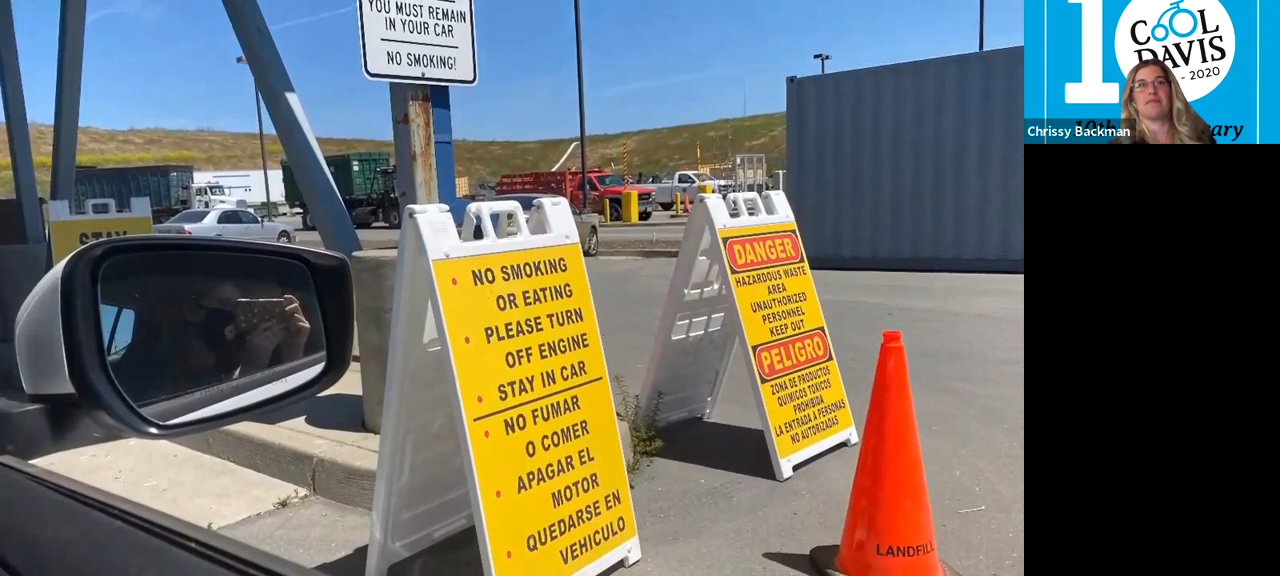 YOU MUST REMAIN
IN YOUR CAR
NO SMOKING!
STAY
NO SMOKING
OR EATING
PLEASE TURN
OFF ENGINE
STAY IN CAR
NO FUMAR
O COMER
APAGAR EL
MOTOR
QUEDARSE EN
VEHICULO
DANGER
HAZARDOUS WASTE
AREA
UNAUTHORIZED
PERSONNEL
KEEP OUT
PELIGRO
ZONA DE PRODUCTOS
QUIMICOS TOXICOS
PROHIBIDA
LA ENTRADA A PERSONAS
NO AUTORIZADAS
LANDFILL
10
COOL
DAVIS
- 2020
10th
Chrissy Backman